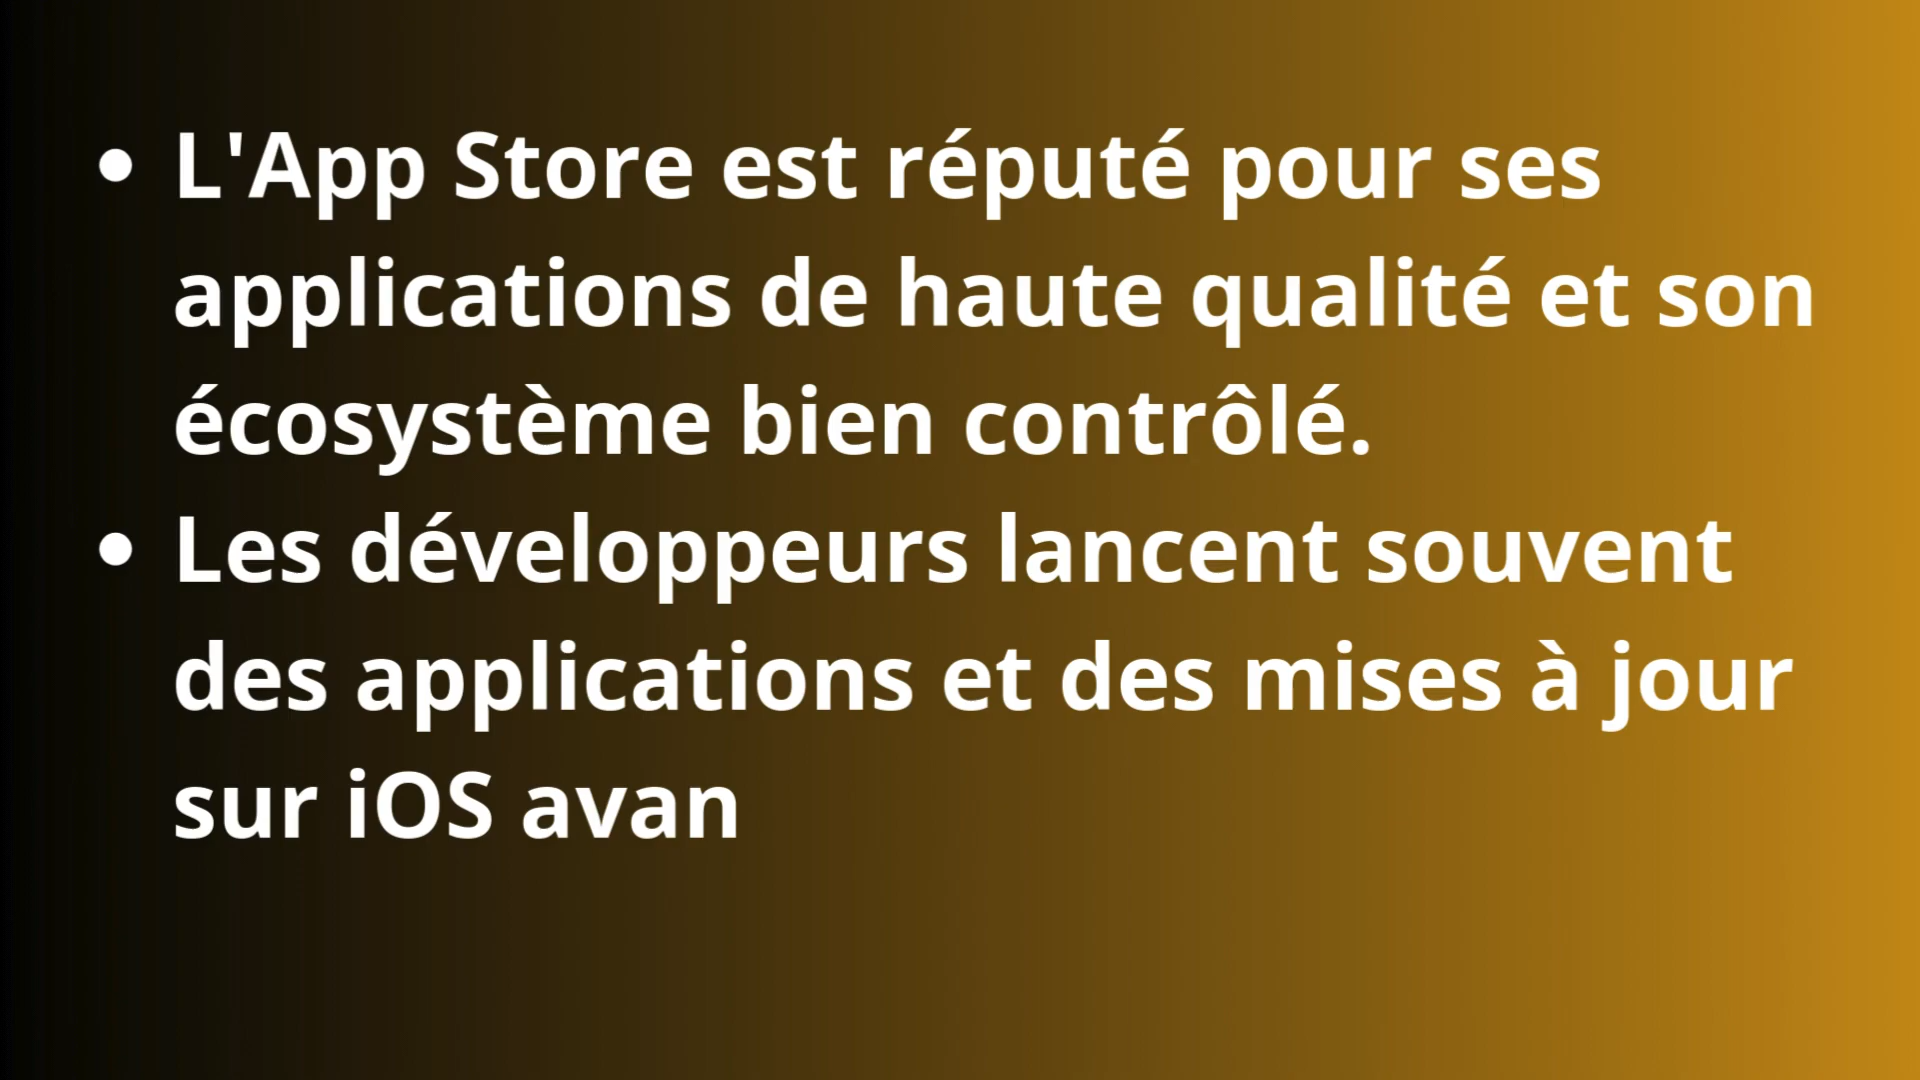 • L'App Store est réputé pour ses
applications de haute qualité et son
écosystème bien contrôlé.
• Les développeurs lancent souvent
des applications et des mises à jour
sur iOS avan